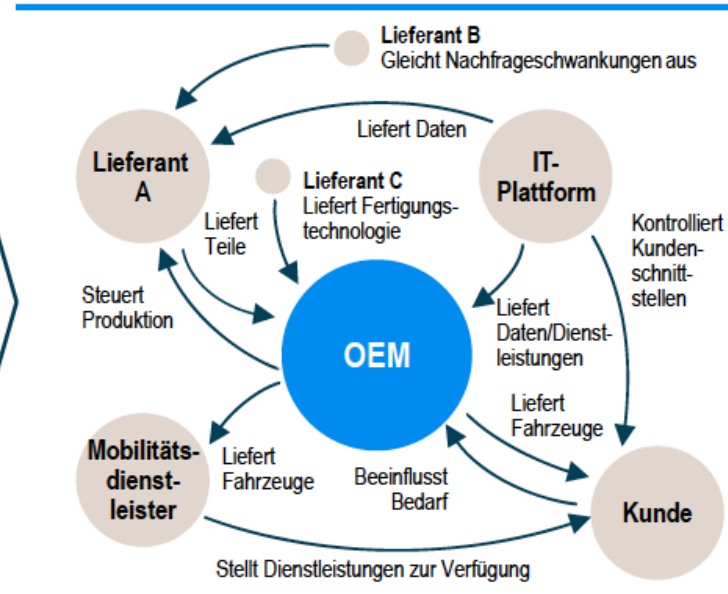 Lieferant B
Gleicht Nachfrageschwankungen aus
Liefert Daten
Lieferant
A
IT-
Plattform
Lieferant C
Liefert Fertigungs-
technologie
Liefert
Teile
Kontrolliert
Kunden-
schnitt-
stellen
Steuert
Produktion
OEM
Liefert
Daten/Dienst-
leistungen
Liefert
Fahrzeuge
Mobilitäts-
dienst-
leister
Liefert
Fahrzeuge
Beeinflusst
Bedarf
Kunde
Stellt Dienstleistungen zur Verfügung